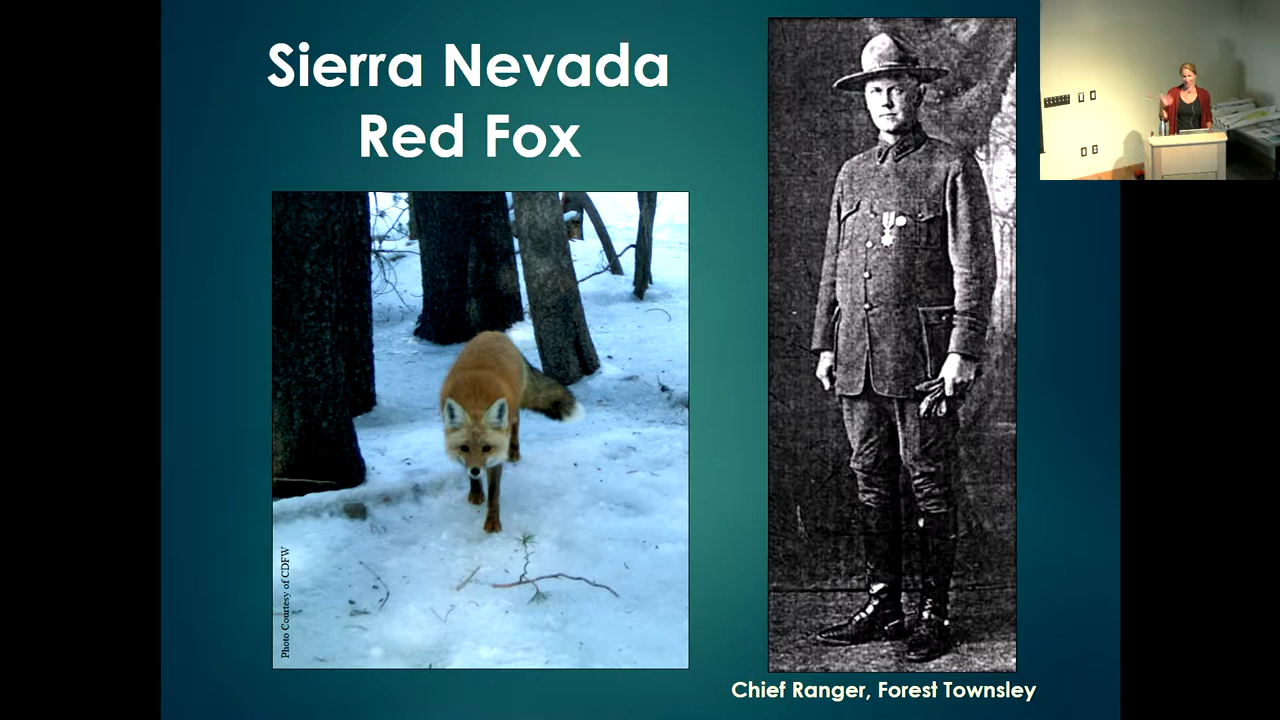 Sierra Nevada
Red Fox
Photo Courtesy of CDFW
Chief Ranger, Forest Townsley